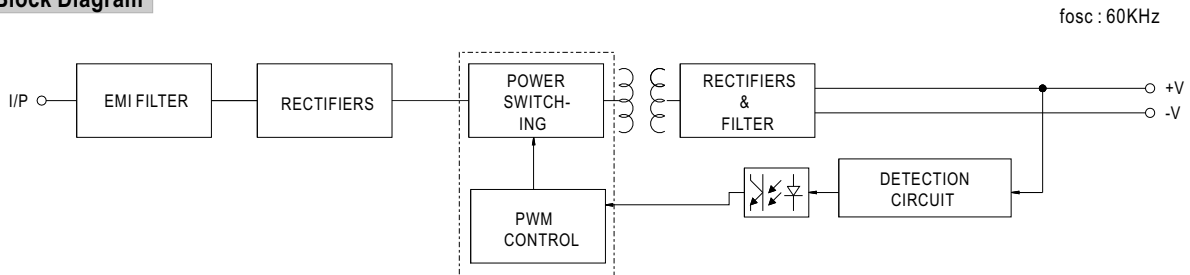 Block Diagram
fosc : 60KHz
I/P
EMI FILTER
RECTIFIERS
POWER
SWITCH-
ING
RECTIFIERS
&
FILTER
+V
-V
DETECTION
CIRCUIT
PWM
CONTROL